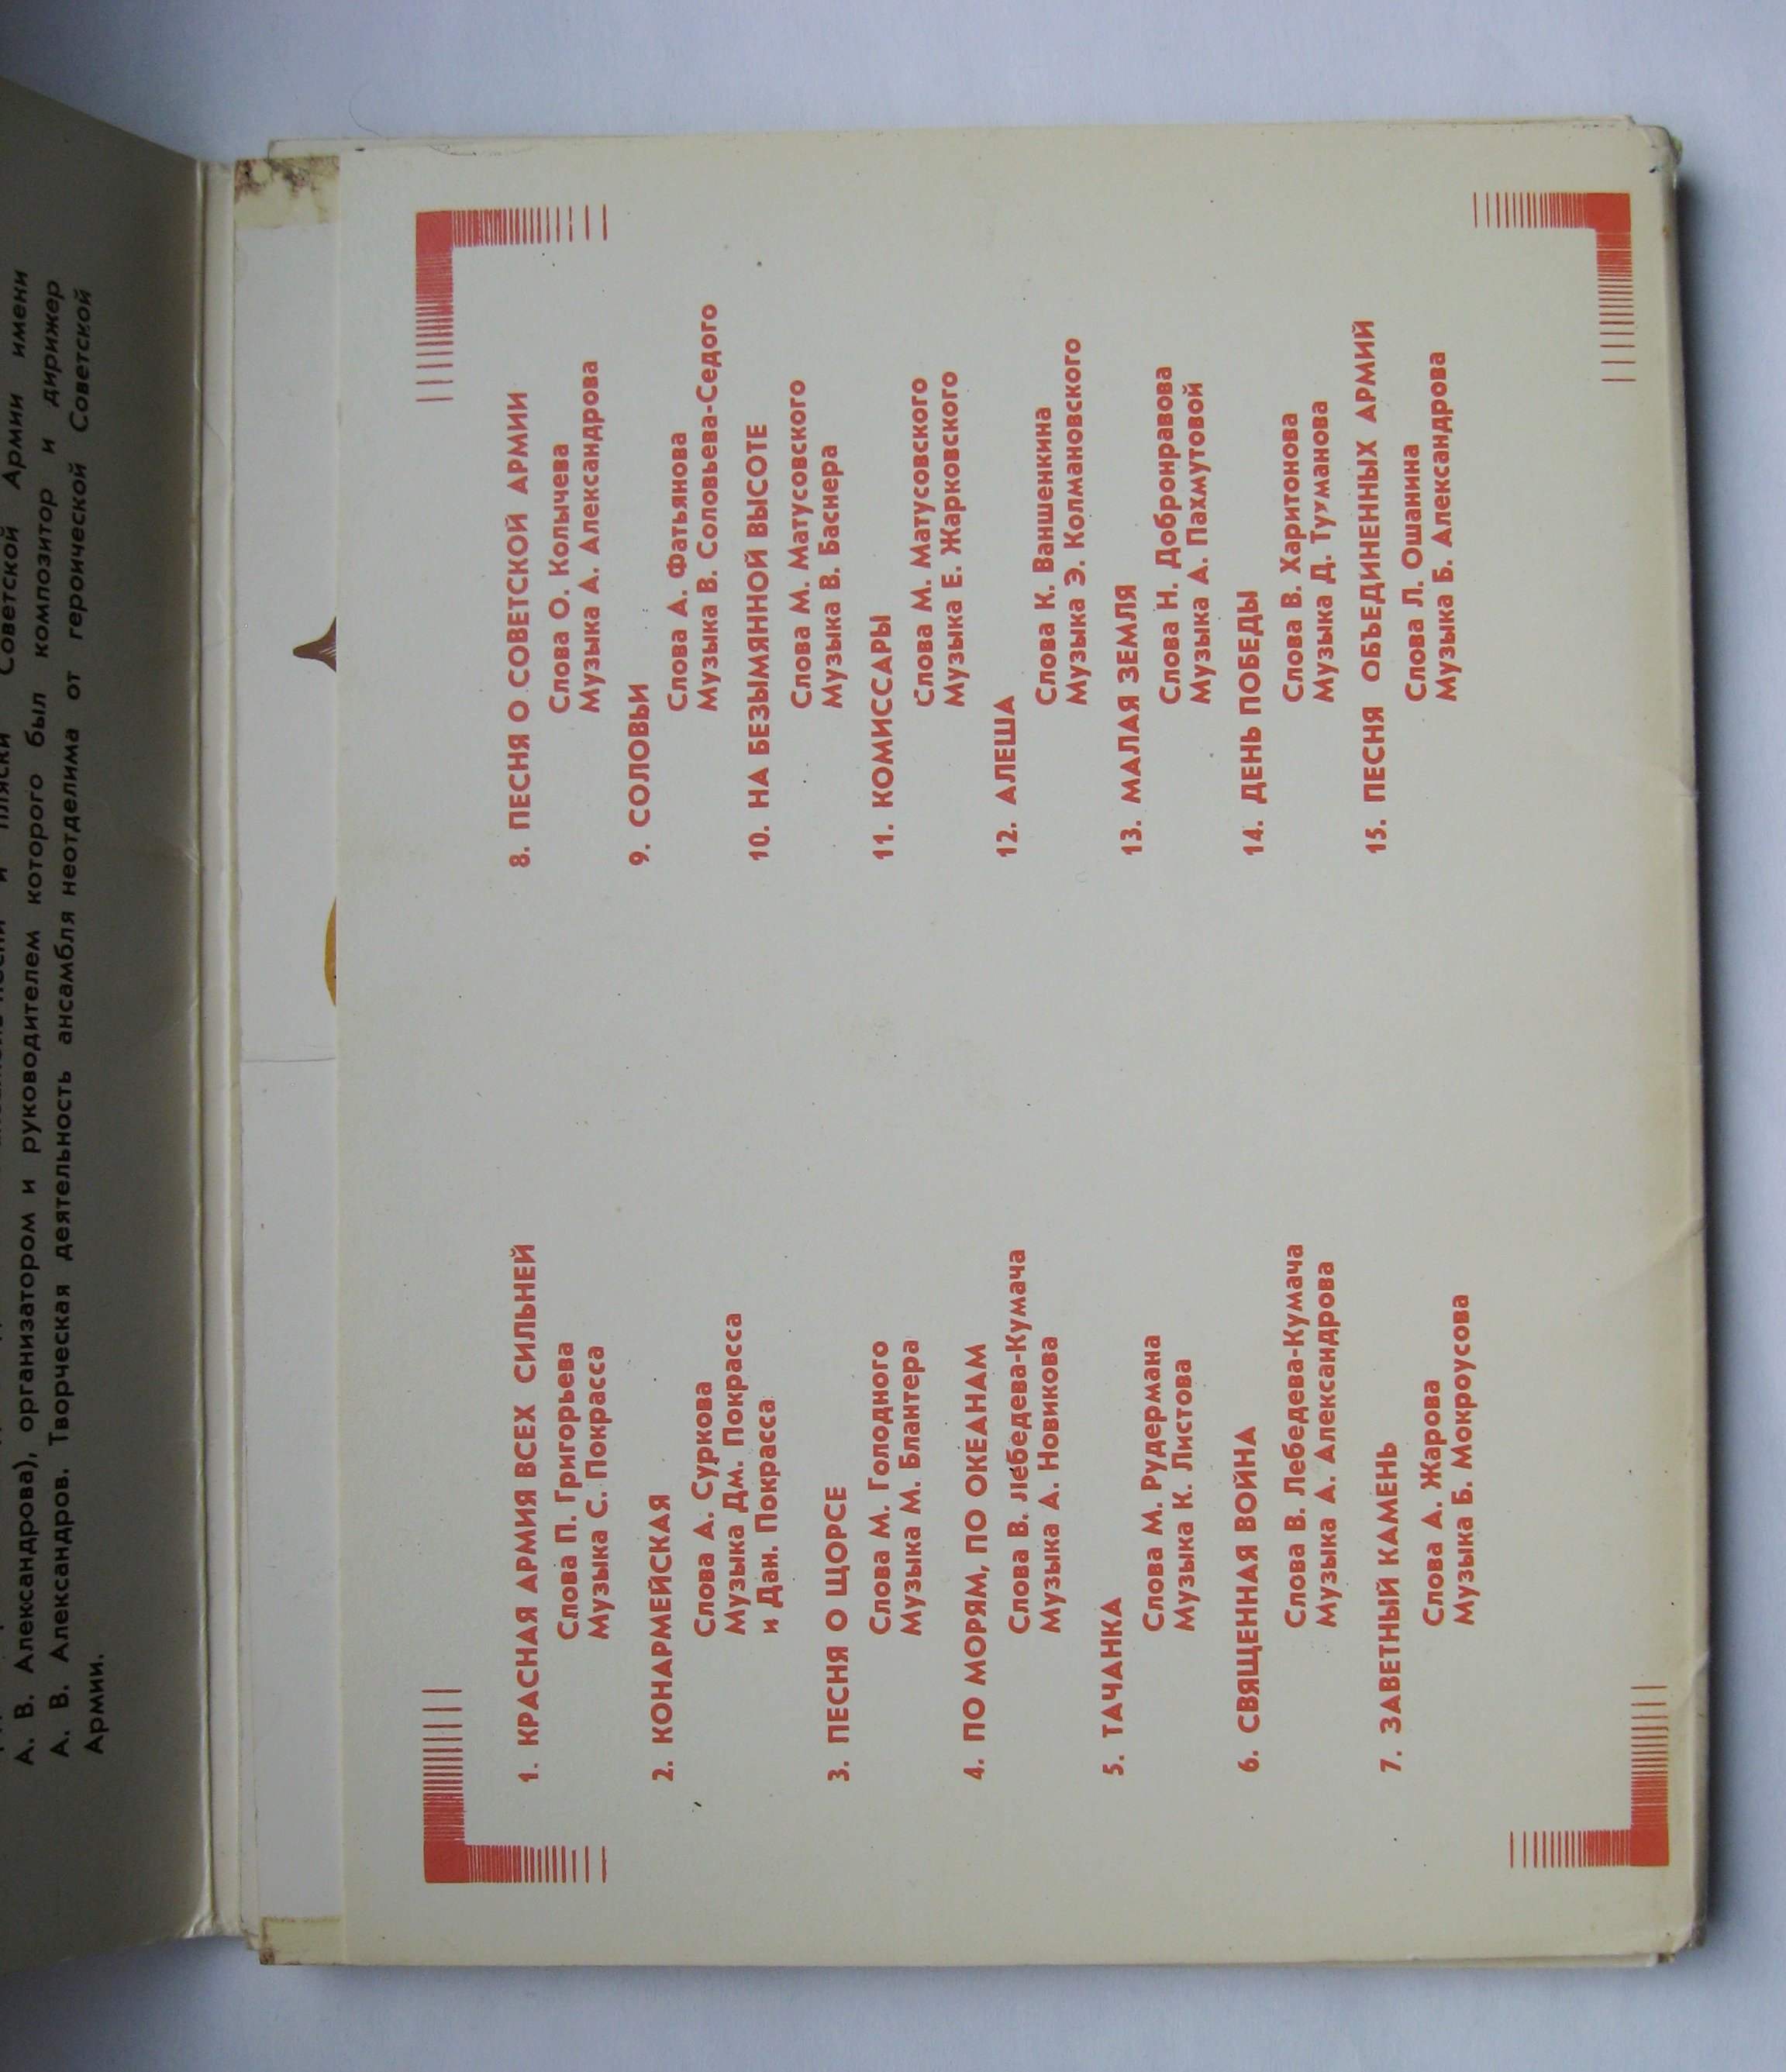 Советской Армии имени
А. В. Александрова), организатором и руководителем которого был композитор и дирижер
А. В. Александров. Творческая деятельность ансамбля неотделима от героической Советской
Армии.
1. КРАСНАЯ АРМИЯ ВСЕХ СИЛЬНЕЙ
Слова П. Григорьева
Музыка С. Покрасса
2. КОНАРМЕЙСКАЯ
Слова А. Суркова
Музыка Дм. Покрасса
и Дан. Покрасса
3. ПЕСНЯ О ЩОРСЕ
Слова М. Голодного
Музыка М. Блантера
4. ПО МОРЯМ, ПО ОКЕАНАМ
Слова В. Лебедева-Кумача
Музыка А. Новикова
5. ТАЧАНКА
Слова М. Рудермана
Музыка К. Листова
6. СВЯЩЕННАЯ ВОЙНА
Слова В. Лебедева-Кумача
Музыка А. Александрова
7. ЗАВЕТНЫЙ КАМЕНЬ
Слова А. Жарова
Музыка Б. Мокроусова
8. ПЕСНЯ О СОВЕТСКОЙ АРМИИ
Слова О. Колычева
Музыка А. Александрова
9. СОЛОВЬИ
Слова А. Фатьянова
Музыка В. Соловьева-Седого
10. НА БЕЗЫМЯННОЙ ВЫСОТЕ
Слова М. Матусовского
Музыка В. Баснера
11. КОМИССАРЫ
Слова М. Матусовского
Музыка Е. Жарковского
12. АЛЕША
Слова К. Ваншенкина
Музыка Э. Колмановского
13. МАЛАЯ ЗЕМЛЯ
Слова Н. Добронравова
Музыка А. Пахмутовой
14. ДЕНЬ ПОБЕДЫ
Слова В. Харитонова
Музыка Д. Тухманова
15. ПЕСНЯ ОБЪЕДИНЕННЫХ АРМИЙ
Слова Л. Ошанина
Музыка Б. Александрова